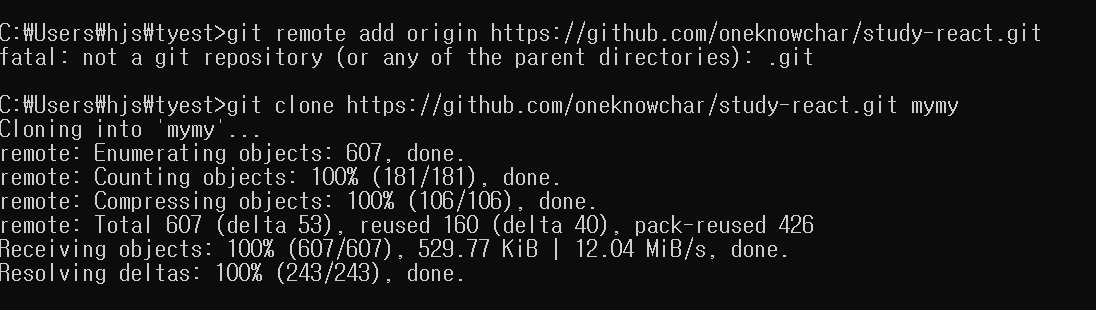 C:₩Users₩hjs₩tyest>git remote add origin https://github.com/oneknowchar/study-react.git
fatal: not a git repository (or any of the parent directories): .git
C:₩Users₩hjs₩tyest>git clone https://github.com/oneknowchar/study-react.git mymy
Cloning into 'mymy'...
remote: Enumerating objects: 607, done.
remote: Counting objects: 100% (181/181), done.
remote: Compressing objects: 100% (106/106), done.
remote: Total 607 (delta 53), reused 160 (delta 40), pack-reused 426
Receiving objects: 100% (607/607), 529.77 KiB | 12.04 MiB/s, done.
Resolving deltas: 100% (243/243), done.